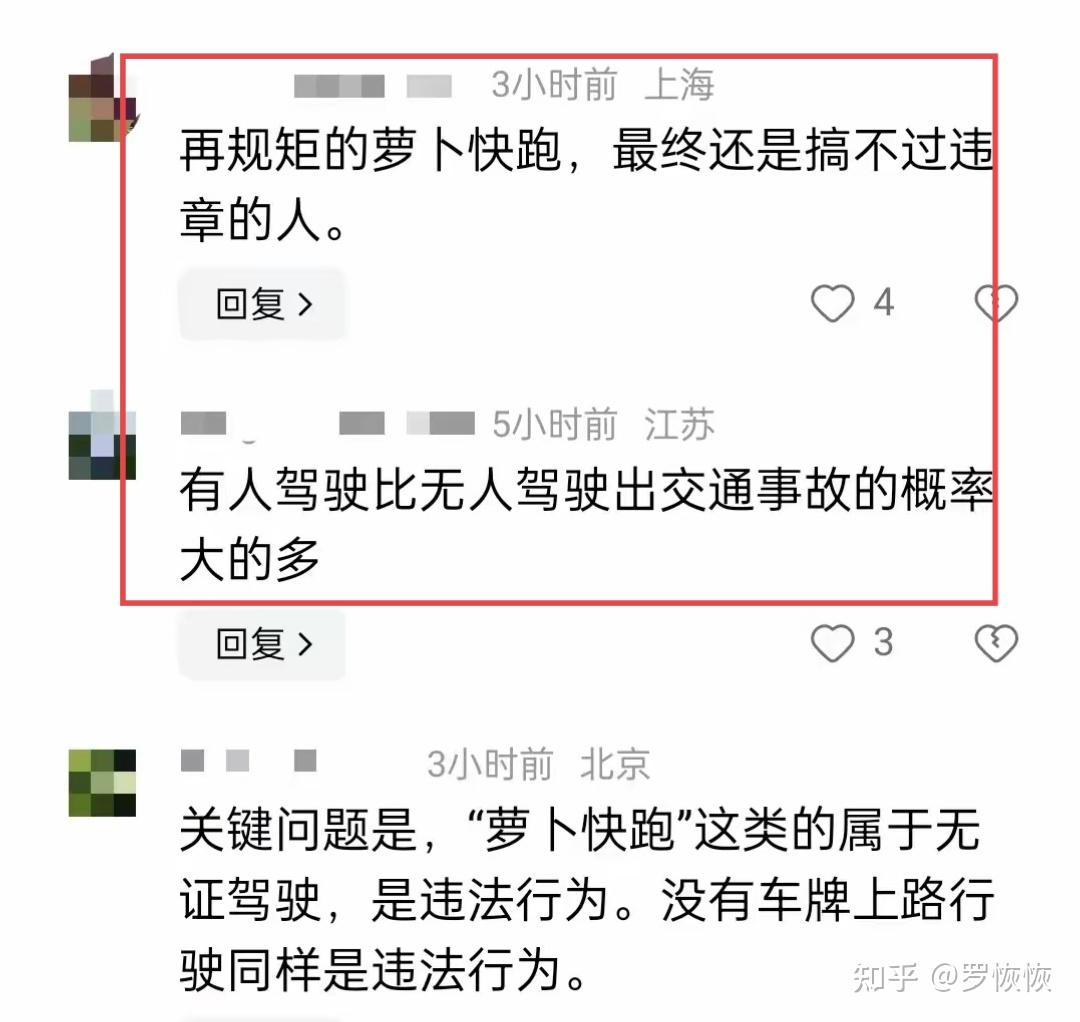 3小时前 上海
再规矩的萝卜快跑，最终还是搞不过违
章的人。
回复 >
4
5小时前 江苏
有人驾驶比无人驾驶出交通事故的概率
大的多
回复 >
3
3小时前 北京
关键问题是，“萝卜快跑”这类的属于无
证驾驶，是违法行为。没有车牌上路行
驶同样是违法行为。
知乎 @罗恢恢